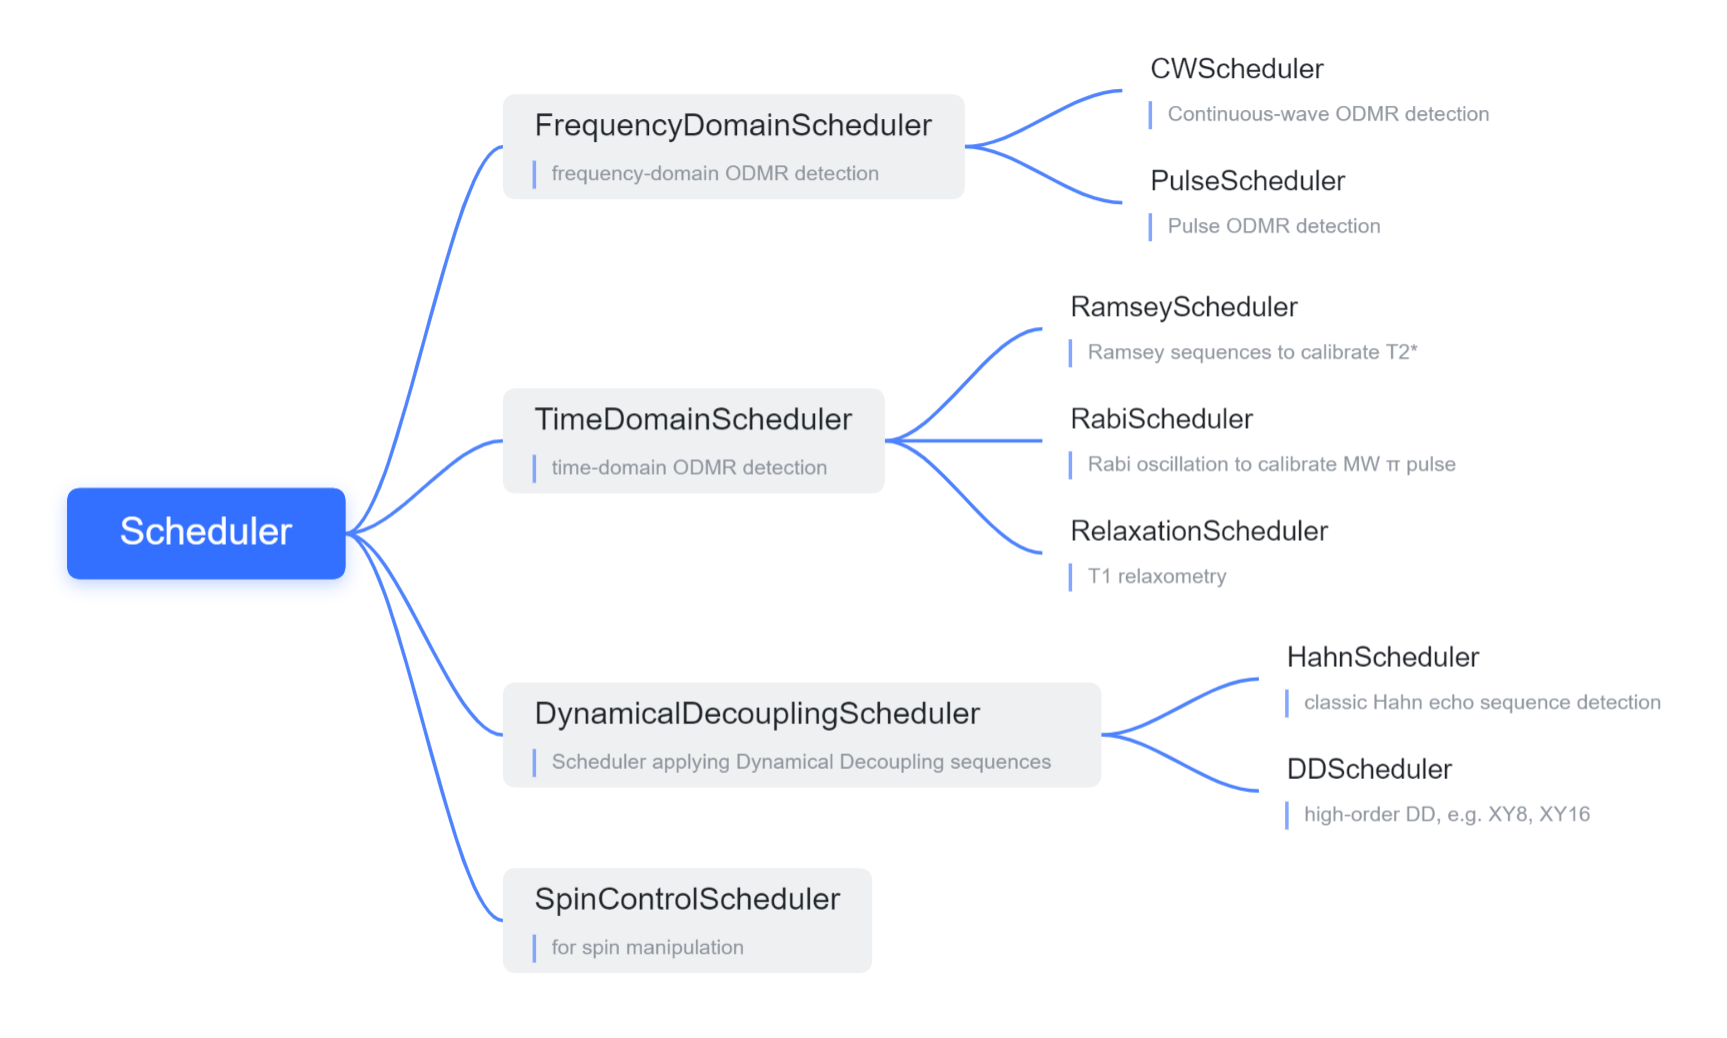 Scheduler
FrequencyDomainScheduler
frequency-domain ODMR detection
CWScheduler
Continuous-wave ODMR detection
PulseScheduler
Pulse ODMR detection
TimeDomainScheduler
time-domain ODMR detection
RamseyScheduler
Ramsey sequences to calibrate T2*
RabiScheduler
Rabi oscillation to calibrate MW π pulse
RelaxationScheduler
T1 relaxometry
DynamicalDecouplingScheduler
Scheduler applying Dynamical Decoupling sequences
HahnScheduler
classic Hahn echo sequence detection
DDScheduler
high-order DD, e.g. XY8, XY16
SpinControlScheduler
for spin manipulation